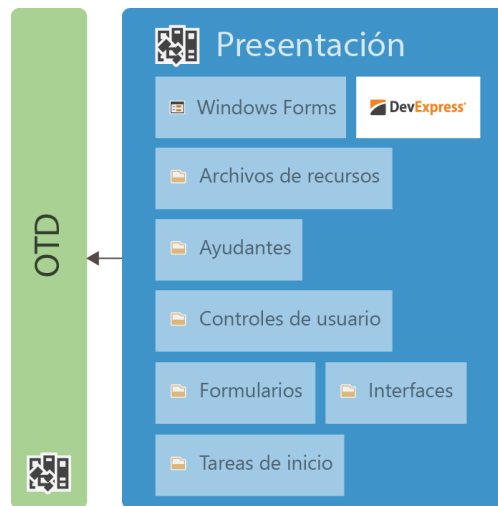 Presentación
Windows Forms
DevExpress
Archivos de recursos
Ayudantes
OTD
Controles de usuario
Formularios
Interfaces
Tareas de inicio